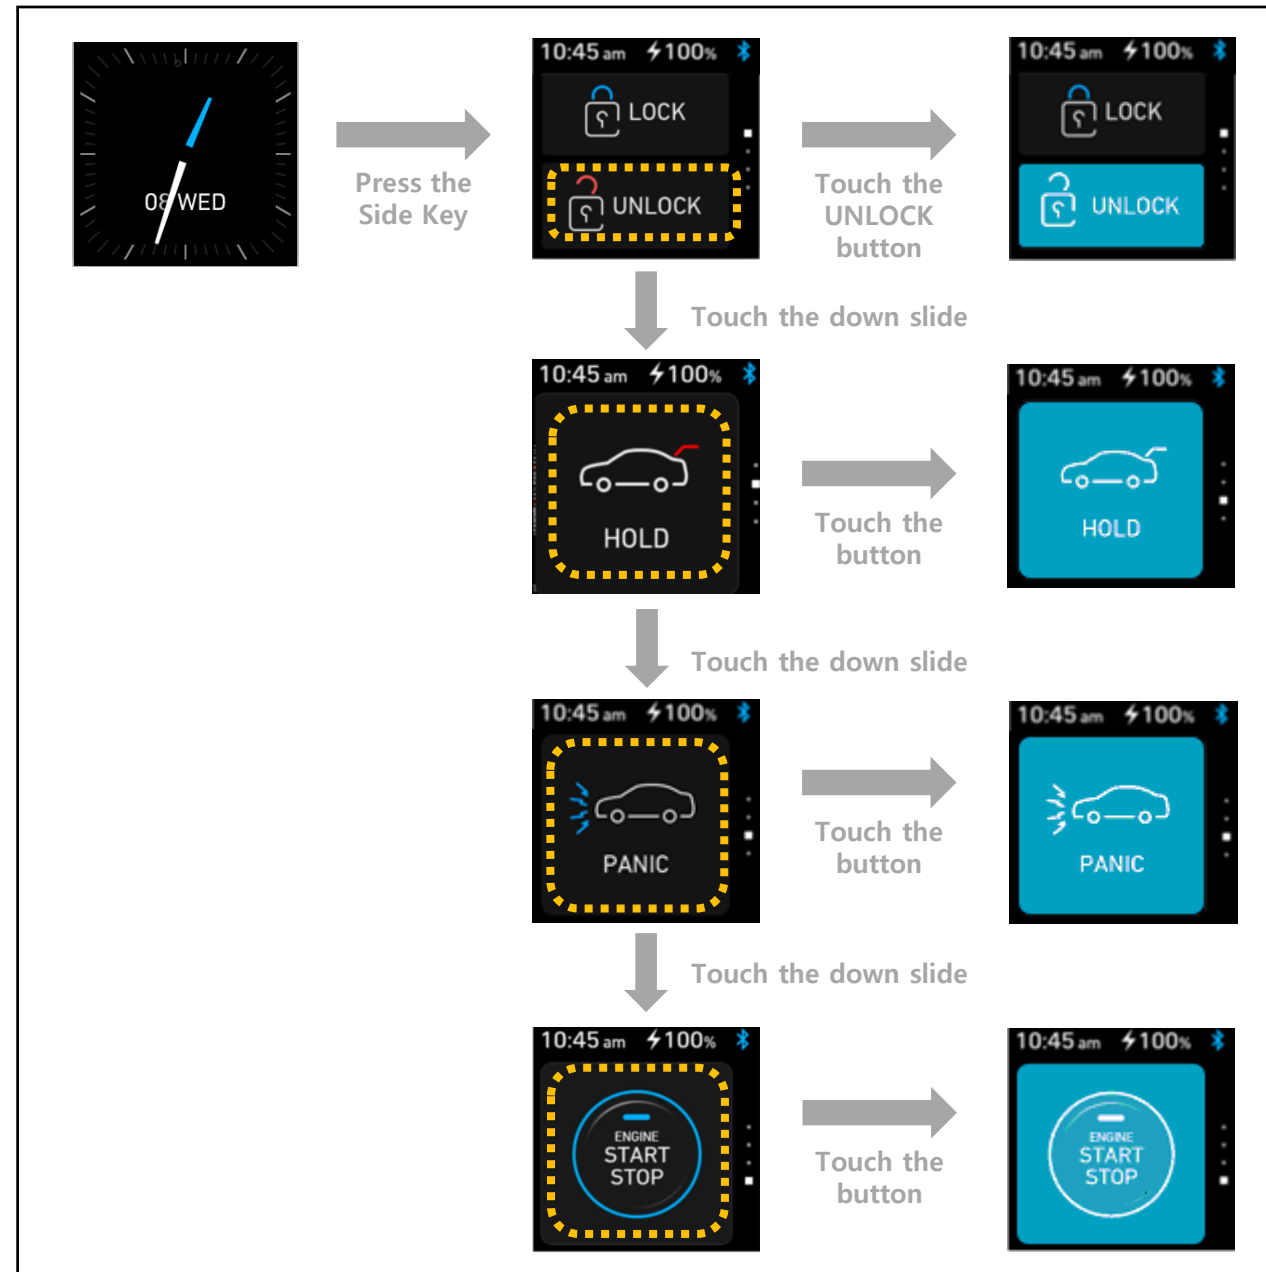 10:45 am 100%
10:45 am 100%
LOCK
LOCK
08 WED
Press the
Side Key
UNLOCK
Touch the
UNLOCK
button
UNLOCK
Touch the down slide
10:45 am 100%
10:45 am 100%
HOLD
Touch the
button
HOLD
Touch the down slide
10:45 am 100%
10:45 am 100%
PANIC
Touch the
button
PANIC
Touch the down slide
10:45 am 100%
10:45 am 100%
ENGINE
START
STOP
Touch the
button
ENGINE
START
STOP